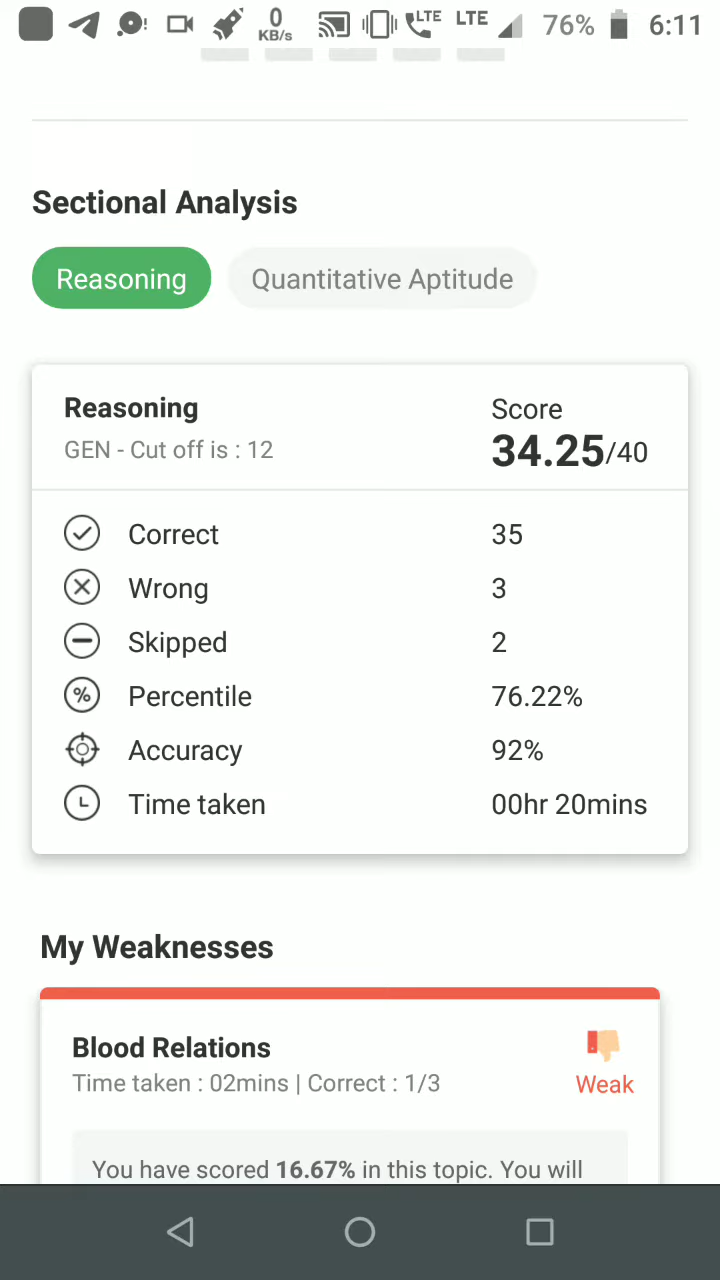 0 KB/s LTE LTE 76% 6:11
Sectional Analysis
Reasoning Quantitative Aptitude
Reasoning Score
GEN - Cut off is : 12 34.25/40
Correct 35
Wrong 3
Skipped 2
% Percentile 76.22%
Accuracy 92%
Time taken 00hr 20mins
My Weaknesses
Blood Relations
Time taken : 02mins | Correct : 1/3 Weak
You have scored 16.67% in this topic. You will